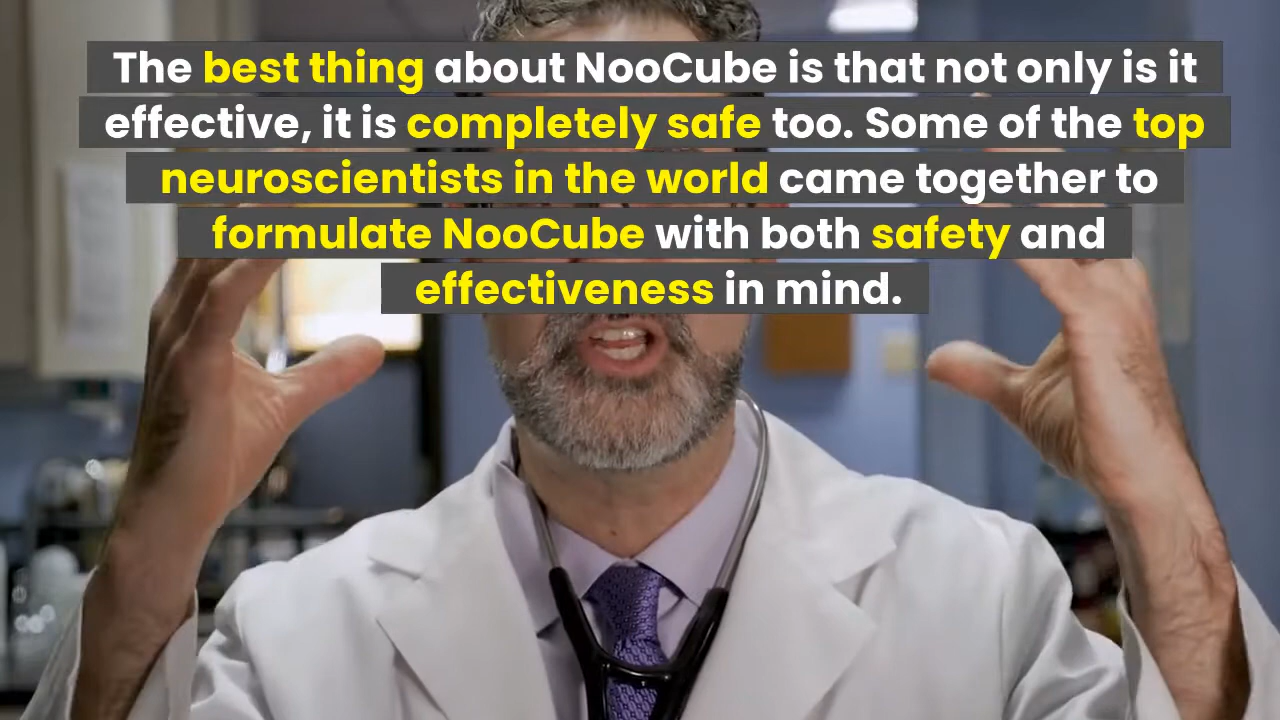 The best thing about NooCube is that not only is it
effective, it is completely safe too. Some of the top
neuroscientists in the world came together to
formulate NooCube with both safety and
effectiveness in mind.